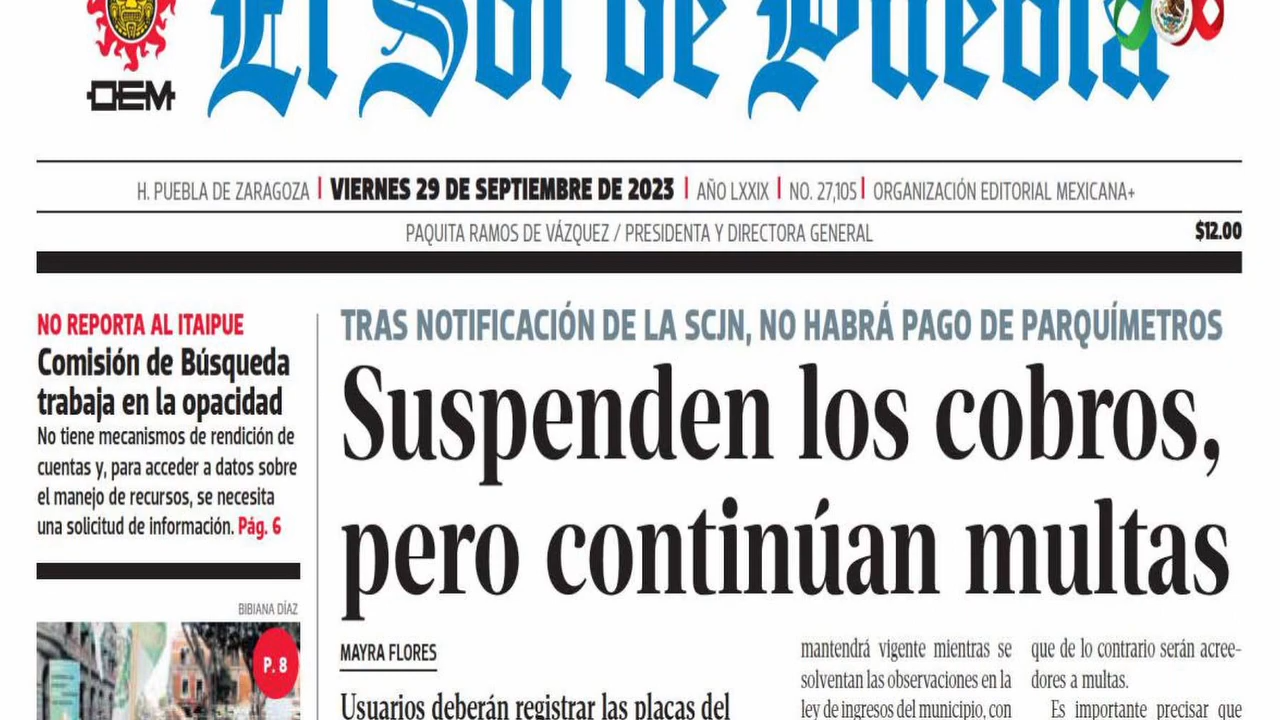 El Sol de Puebla
OEM
H. PUEBLA DE ZARAGOZA | VIERNES 29 DE SEPTIEMBRE DE 2023 | AÑO LXXIX | NO. 27,105 | ORGANIZACIÓN EDITORIAL MEXICANA+
PAQUITA RAMOS DE VÁZQUEZ / PRESIDENTA Y DIRECTORA GENERAL
$12.00
NO REPORTA AL ITAIPUE
Comisión de Búsqueda
trabaja en la opacidad
No tiene mecanismos de rendición de
cuentas y, para acceder a datos sobre
el manejo de recursos, se necesita
una solicitud de información. Pág. 6
BIBIANA DÍAZ
P. 8
TRAS NOTIFICACIÓN DE LA SCJN, NO HABRÁ PAGO DE PARQUÍMETROS
Suspenden los cobros,
pero continúan multas
MAYRA FLORES
Usuarios deberán registrar las placas del
mantendrá vigente mientras se
solventan las observaciones en la
ley de ingresos del municipio, con
que de lo contrario serán acree-
dores a multas.
Es importante precisar que